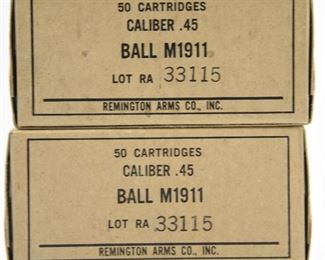 50 CARTRIDGES
CALIBER .45
BALL M1911
LOT RA 33115
REMINGTON ARMS CO., INC.
50 CARTRIDGES
CALIBER .45
BALL M1911
LOT RA 33115
REMINGTON ARMS CO., INC.